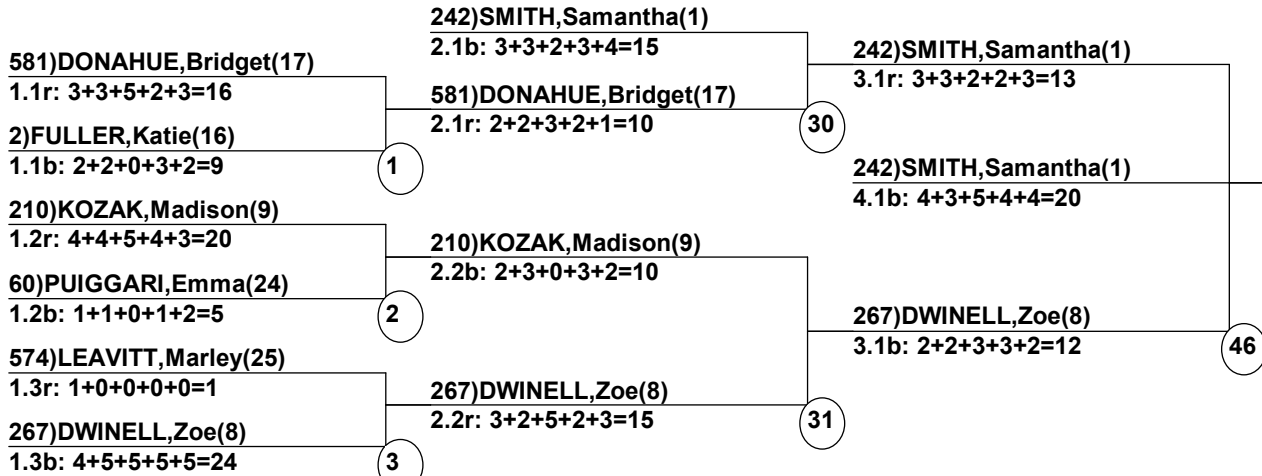 242)SMITH,Samantha(1)
2.1b: 3+3+2+3+4=15
581)DONAHUE,Bridget(17)
1.1r: 3+3+5+2+3=16
242)SMITH,Samantha(1)
3.1r: 3+3+2+2+3=13
581)DONAHUE,Bridget(17)
2.1r: 2+2+3+2+1=10
30
2)FULLER,Katie(16)
1.1b: 2+2+0+3+2=9
1
242)SMITH,Samantha(1)
4.1b: 4+3+5+4+4=20
210)KOZAK,Madison(9)
1.2r: 4+4+5+4+3=20
210)KOZAK,Madison(9)
2.2b: 2+3+0+3+2=10
60)PUIGGARI,Emma(24)
1.2b: 1+1+0+1+2=5
2
267)DWINELL,Zoe(8)
3.1b: 2+2+3+3+2=12
46
574)LEAVITT,Marley(25)
1.3r: 1+0+0+0+0=1
267)DWINELL,Zoe(8)
2.2r: 3+2+5+2+3=15
31
267)DWINELL,Zoe(8)
1.3b: 4+5+5+5+5=24
3